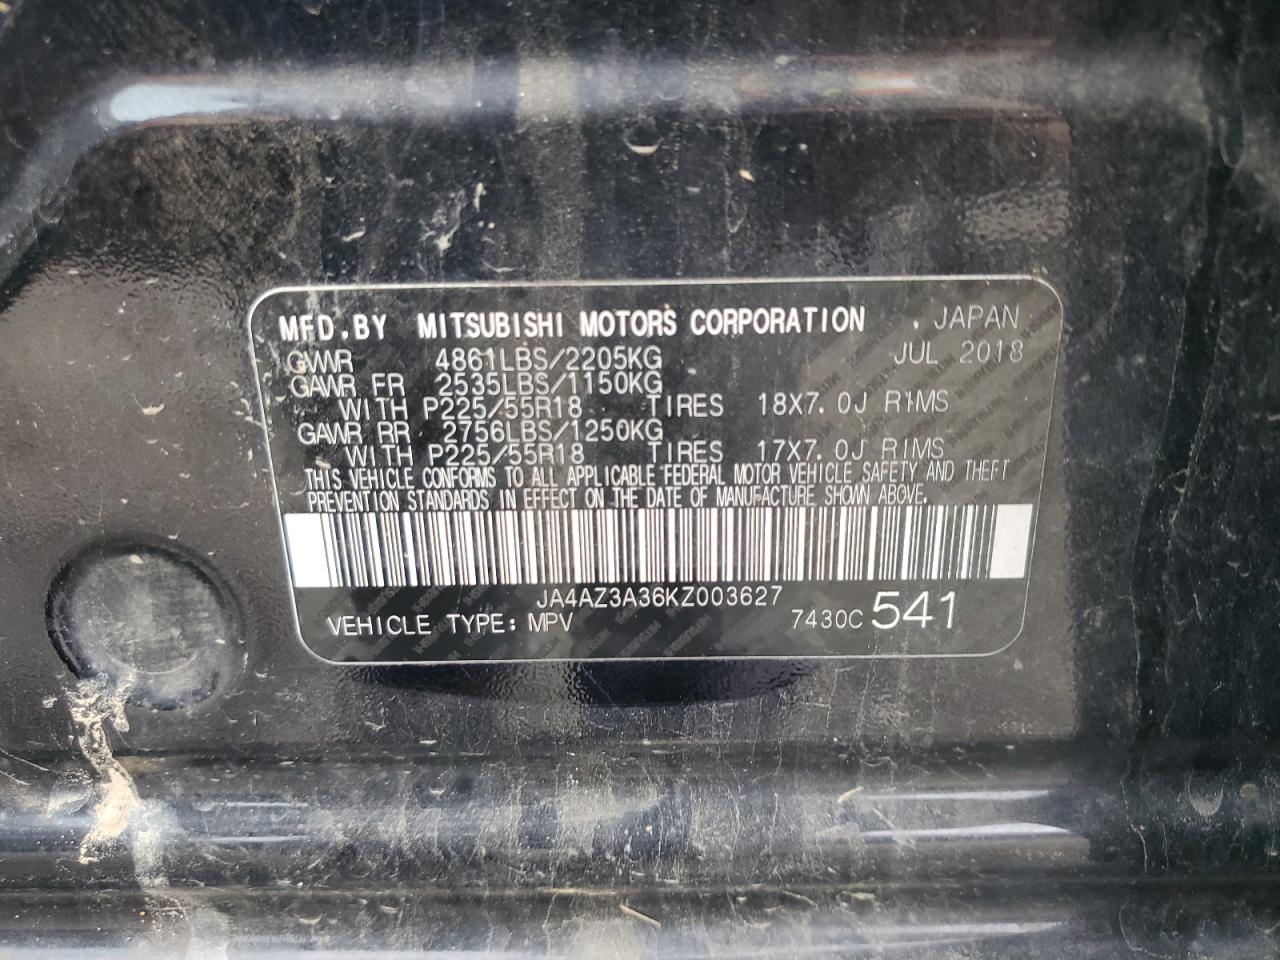 MFD.BY MITSUBISHI MOTORS CORPORATION . JAPAN
GVWR 4861LBS/2205KG JUL 2018
GAWR FR 2535LBS/1150KG
WITH P225/55R18 TIRES 18X7.0J RIMS
GAWR RR 2756LBS/1250KG
WITH P225/55R18 TIRES 17X7.0J RIMS
THIS VEHICLE CONFORMS TO ALL APPLICABLE FEDERAL MOTOR VEHICLE SAFETY AND THEFT
PREVENTION STANDARDS IN EFFECT ON THE DATE OF MANUFACTURE SHOWN ABOVE.
JA4AZ3A36KZ003627
VEHICLE TYPE: MPV 7430C 541